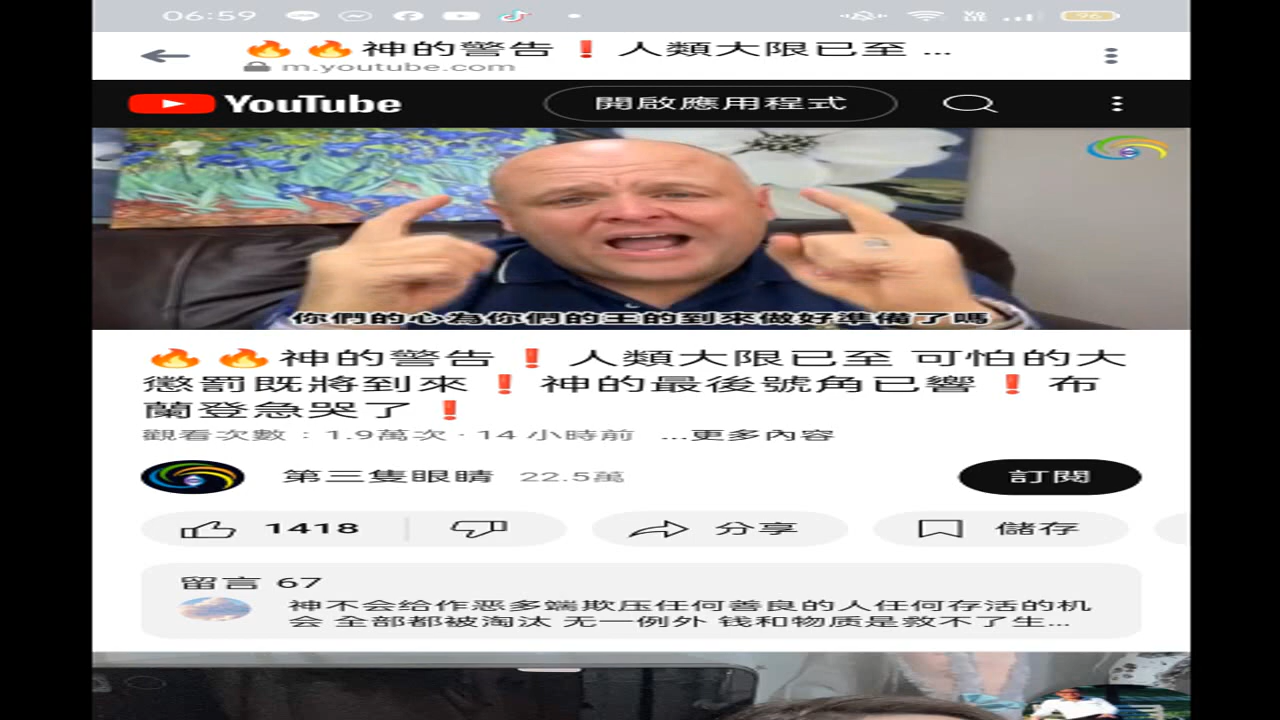 06:59
96
神的警告❗人類大限已至 ...
m.youtube.com
YouTube
開啟應用程式
你們的心為你們的王的到來做好準備了嗎
🔥🔥神的警告❗人類大限已至 可怕的大
懲罰既將到來❗神的最後號角已響❗布
蘭登急哭了❗
觀看次數：1.9萬次 · 14 小時前 ...更多內容
第三隻眼睛 22.5萬
訂閱
1418
分享
儲存
留言 67
神不会给作恶多端欺压任何善良的人任何存活的机
会 全部都被淘汰 无一例外 钱和物质是救不了生...